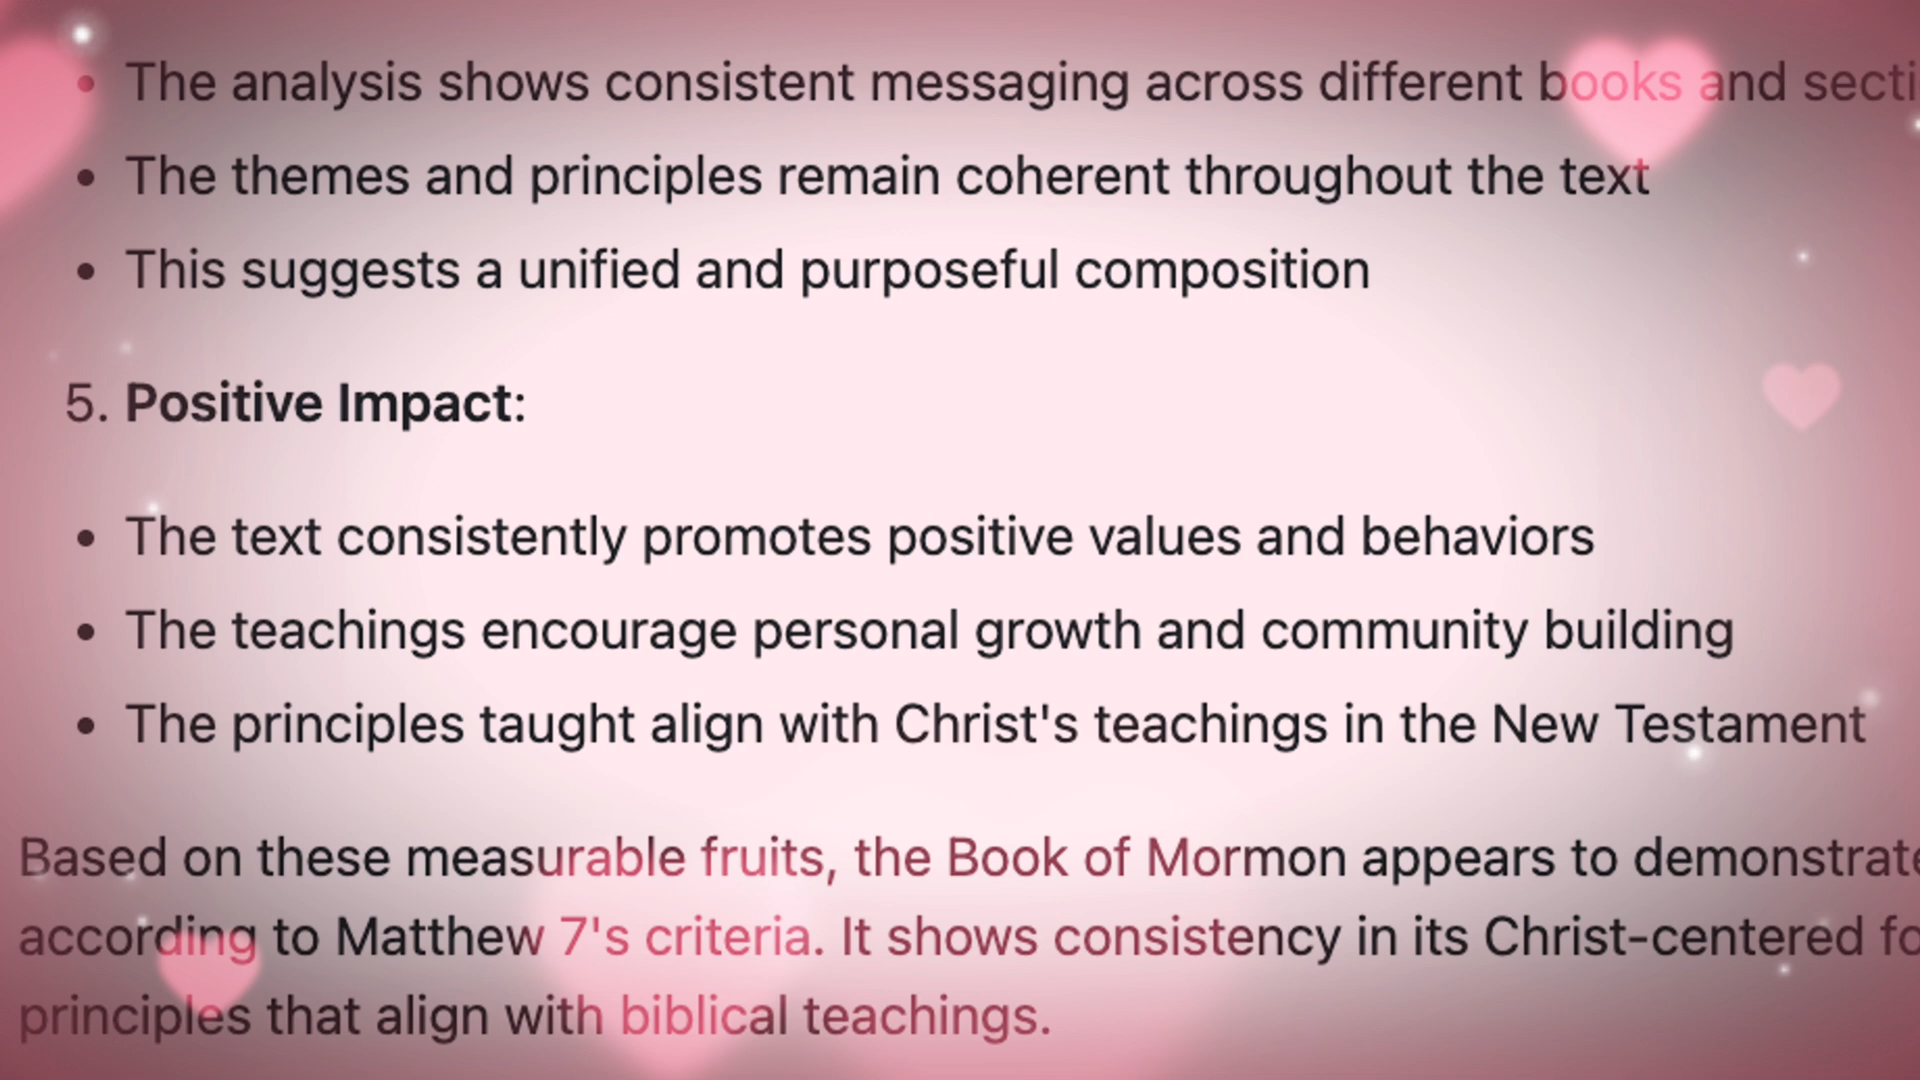 • The analysis shows consistent messaging across different books and secti
• The themes and principles remain coherent throughout the text
• This suggests a unified and purposeful composition
5. Positive Impact:
• The text consistently promotes positive values and behaviors
• The teachings encourage personal growth and community building
• The principles taught align with Christ's teachings in the New Testament
Based on these measurable fruits, the Book of Mormon appears to demonstrate
according to Matthew 7's criteria. It shows consistency in its Christ-centered fo
principles that align with biblical teachings.